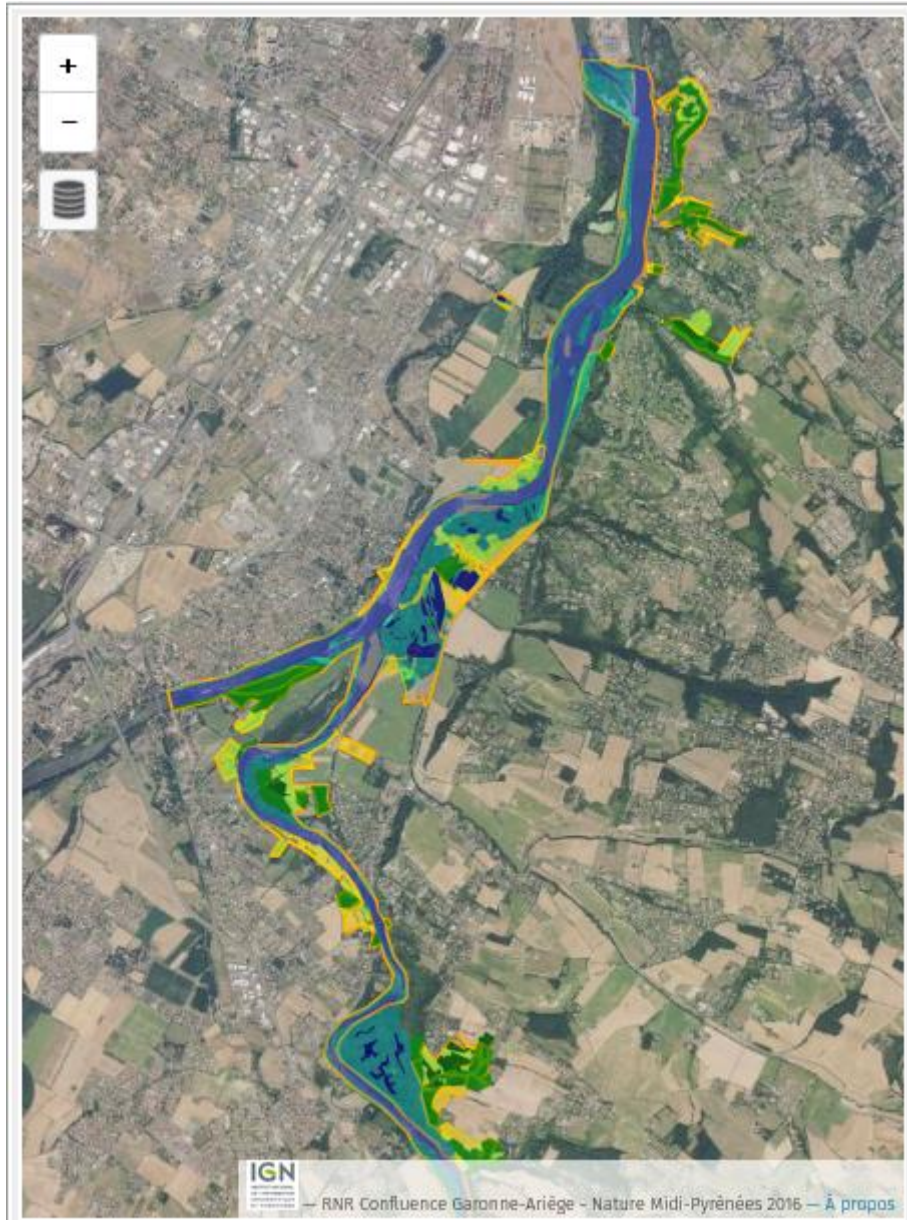 +
−
IGN
— RNR Confluence Garonne-Ariège - Nature Midi-Pyrénées 2016 — À propos